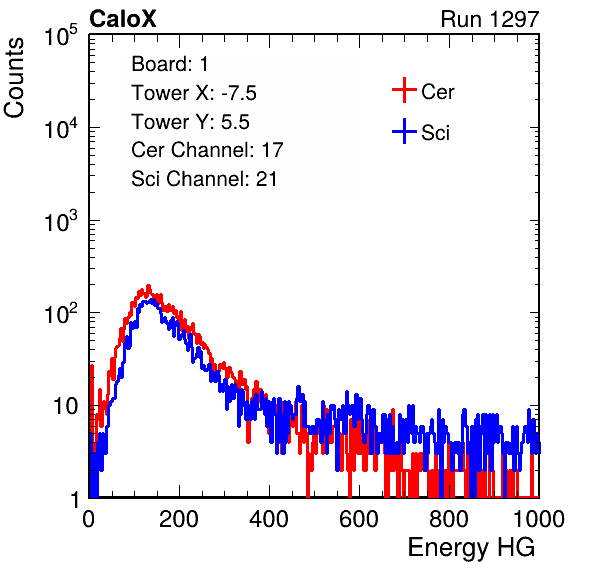 CaloX Run 1297
Counts
Board: 1
Tower X: -7.5
Tower Y: 5.5
Cer Channel: 17
Sci Channel: 21
Cer
Sci
10^5
10^4
10^3
10^2
10
1
0 200 400 600 800 1000
Energy HG